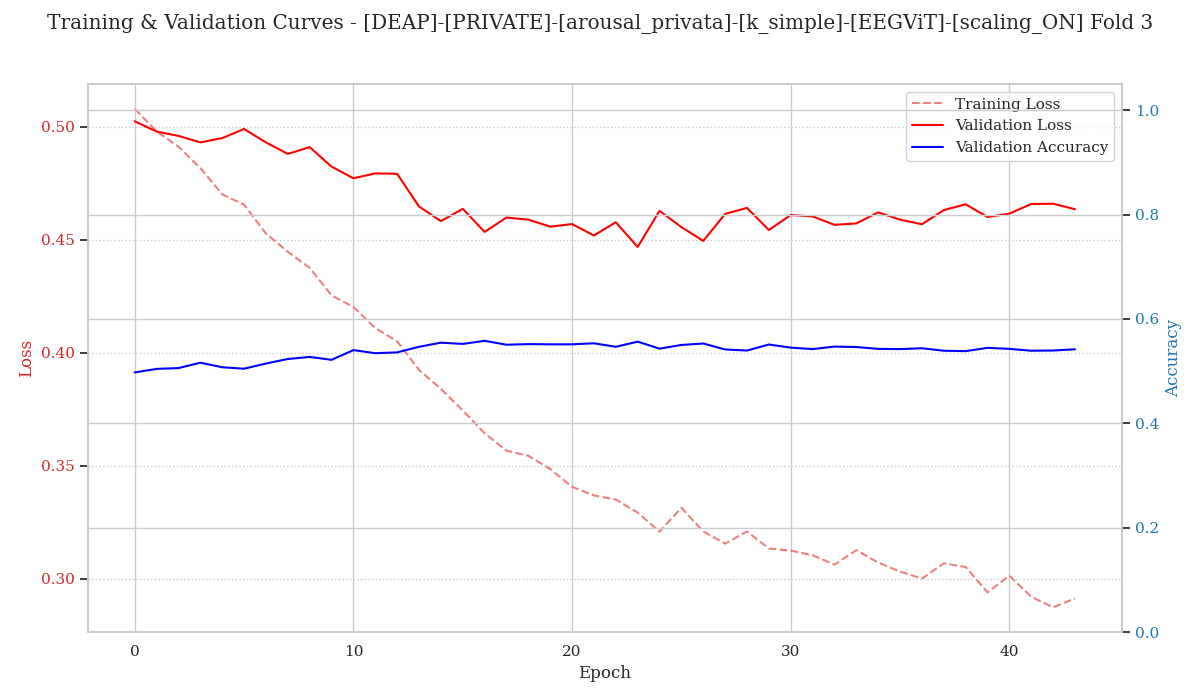 Training & Validation Curves - [DEAP]-[PRIVATE]-[arousal_privata]-[k_simple]-[EEGViT]-[scaling_ON] Fold 3
Training Loss
Validation Loss
Validation Accuracy
0.50
0.45
0.40
0.35
0.30
Loss
1.0
0.8
0.6
0.4
0.2
0.0
Accuracy
0
10
20
30
40
Epoch